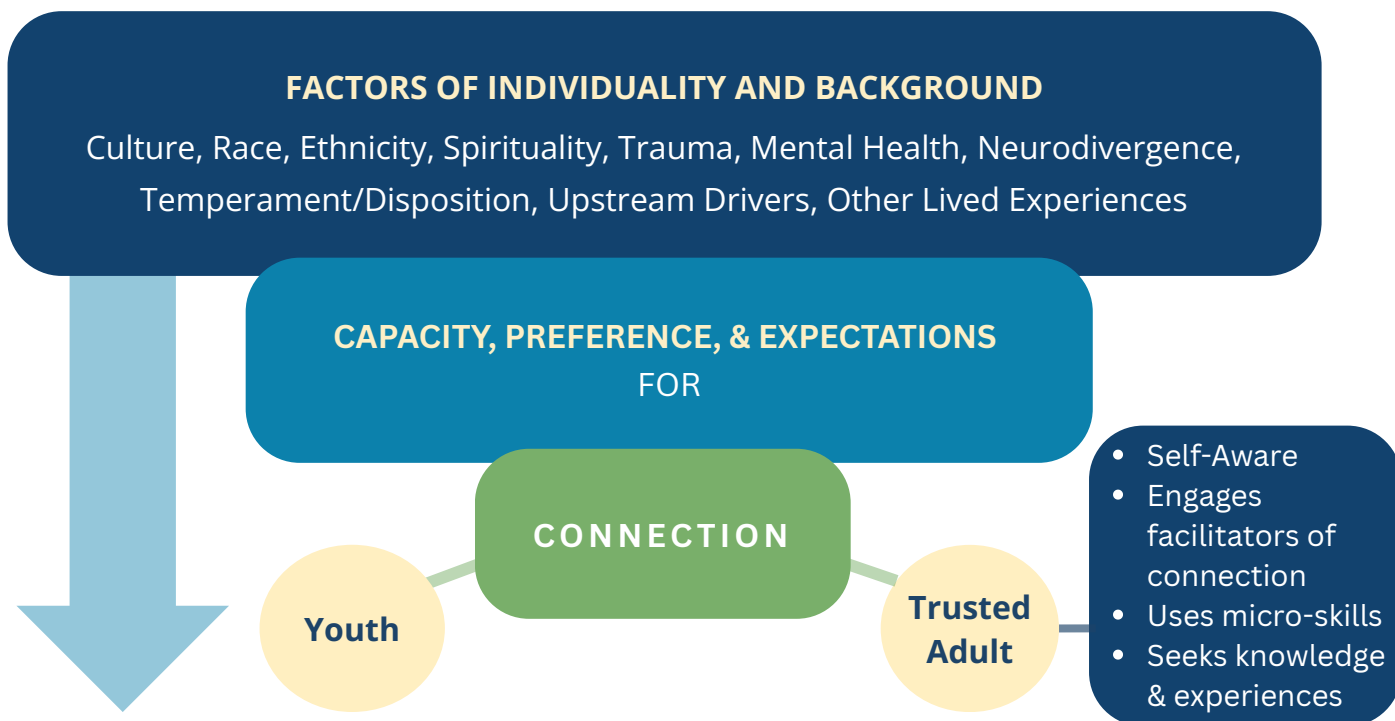 FACTORS OF INDIVIDUALITY AND BACKGROUND
Culture, Race, Ethnicity, Spirituality, Trauma, Mental Health, Neurodivergence,
Temperament/Disposition, Upstream Drivers, Other Lived Experiences
CAPACITY, PREFERENCE, & EXPECTATIONS
FOR
CONNECTION
Youth
Trusted
Adult
• Self-Aware
• Engages
facilitators of
connection
• Uses micro-skills
• Seeks knowledge
& experiences